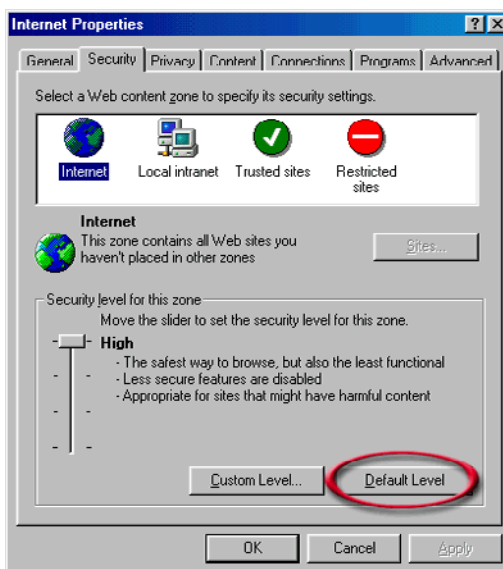 Internet Properties
General Security Privacy Content Connections Programs Advanced
Select a Web content zone to specify its security settings.
Internet Local intranet Trusted sites Restricted sites
Internet
This zone contains all Web sites you
haven't placed in other zones
Sites...
Security level for this zone
Move the slider to set the security level for this zone.
High
- The safest way to browse, but also the least functional
- Less secure features are disabled
- Appropriate for sites that might have harmful content
Custom Level... Default Level
OK Cancel Apply